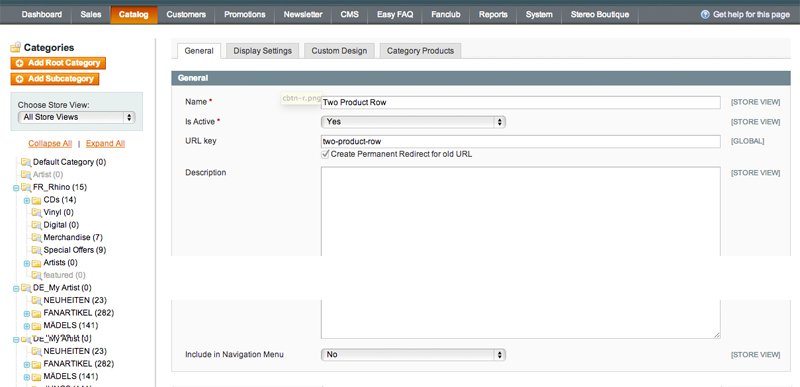 Dashboard Sales Catalog Customers Promotions Newsletter CMS Easy FAQ Fanclub Reports System Stereo Boutique Get help for this page
Categories
Add Root Category
Add Subcategory
Choose Store View:
All Store Views
Collapse All | Expand All
Default Category (0)
Artist (0)
FR_Rhino (15)
CDs (14)
Vinyl (0)
Digital (0)
Merchandise (7)
Special Offers (9)
Artists (0)
featured (0)
DE_My Artist (0)
NEUHEITEN (23)
FANARTIKEL (282)
MÄDELS (141)
DE_My Artist (0)
NEUHEITEN (23)
FANARTIKEL (282)
MÄDELS (141)
General Display Settings Custom Design Category Products
General
cbtn-r.png
Name * Two Product Row [STORE VIEW]
Is Active * Yes [STORE VIEW]
URL key two-product-row [GLOBAL]
Create Permanent Redirect for old URL
Description [STORE VIEW]
Include in Navigation Menu No [STORE VIEW]